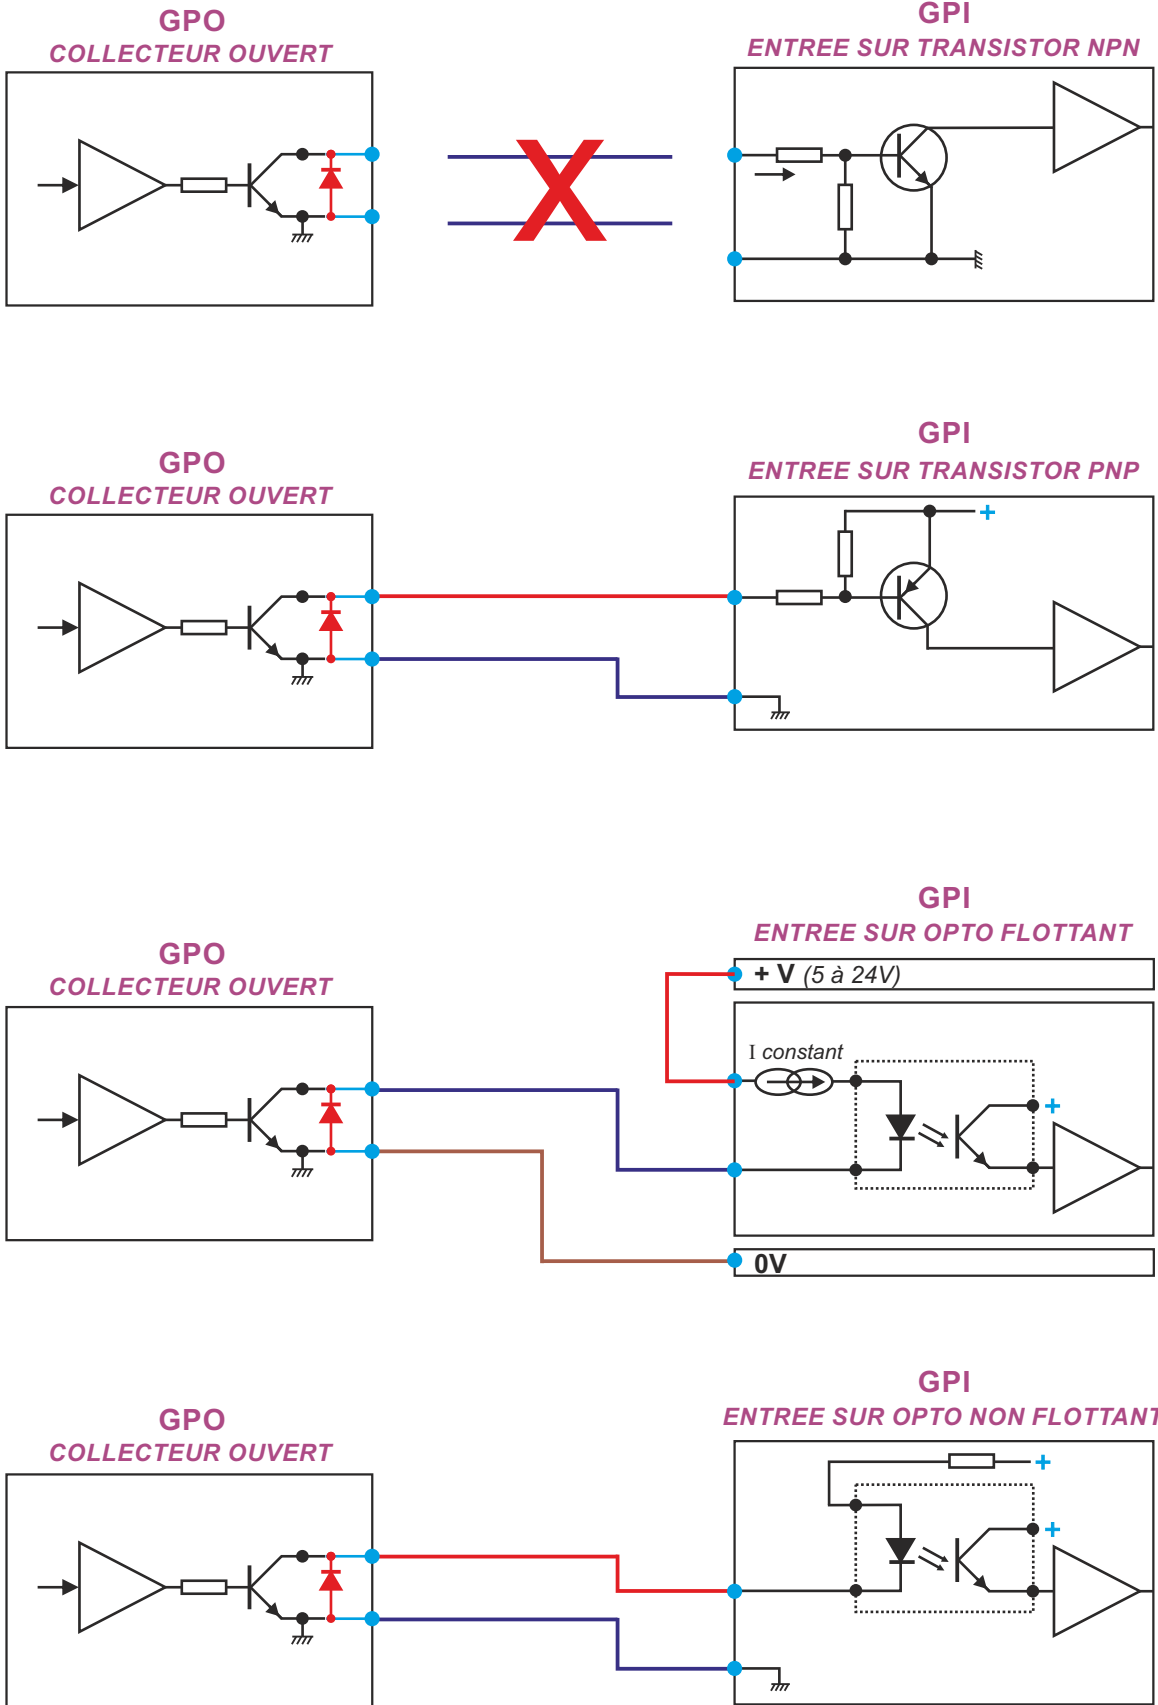 GPO
COLLECTEUR OUVERT
GPI
ENTREE SUR TRANSISTOR NPN
X
GPO
COLLECTEUR OUVERT
GPI
ENTREE SUR TRANSISTOR PNP
+
GPO
COLLECTEUR OUVERT
GPI
ENTREE SUR OPTO FLOTTANT
+ V (5 à 24V)
I constant
+
0V
GPO
COLLECTEUR OUVERT
GPI
ENTREE SUR OPTO NON FLOTTANT
+
+